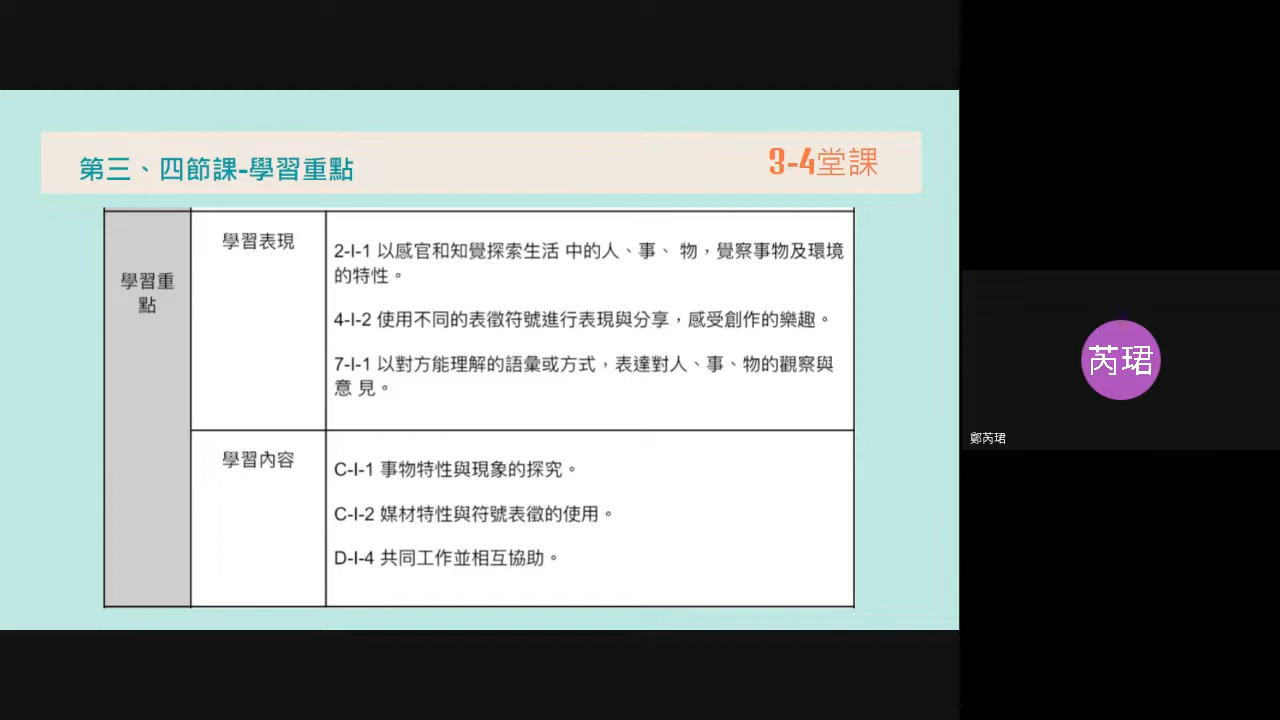 第三、四節課-學習重點
3-4堂課
學習重
點
學習表現
2-I-1 以感官和知覺探索生活 中的人、事、 物，覺察事物及環境
的特性。
4-I-2 使用不同的表徵符號進行表現與分享，感受創作的樂趣。
7-I-1 以對方能理解的語彙或方式，表達對人、事、物的觀察與
意 見。
學習內容
C-I-1 事物特性與現象的探究。
C-I-2 媒材特性與符號表徵的使用。
D-I-4 共同工作並相互協助。
芮珺
鄭芮珺